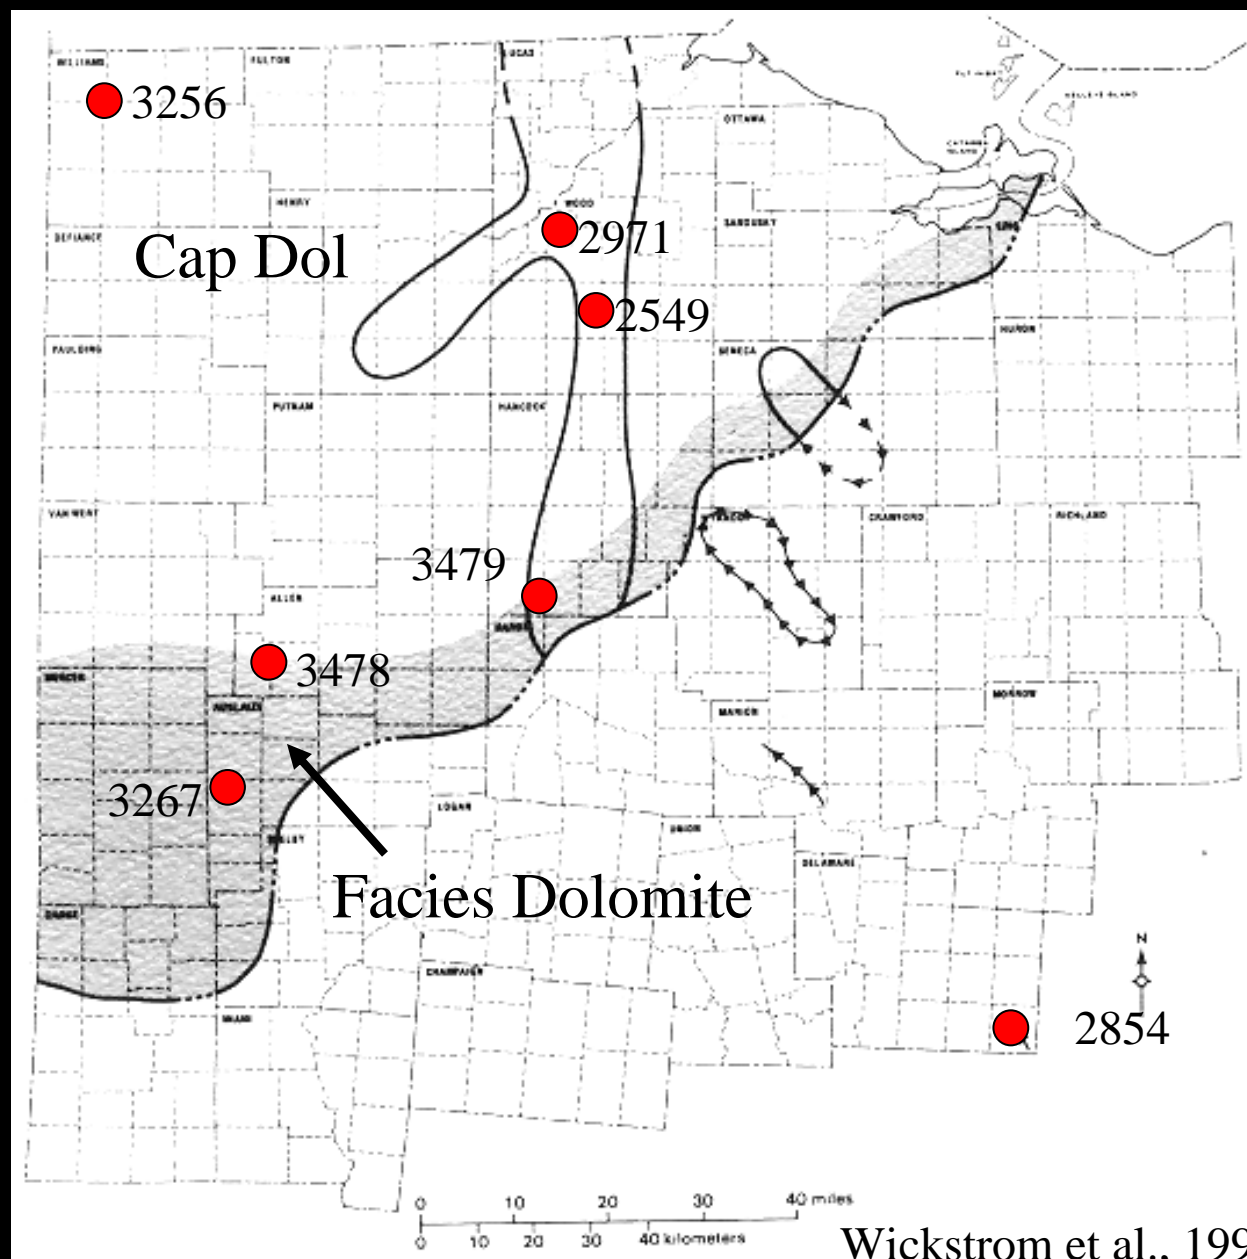 WILLIAMS
FULTON
LUCAS
3256
OTTAWA
HENRY
WOOD
DEFIANCE
SANDUSKY
2971
Cap Dol
2549
HURON
PAULDING
SENECA
PUTNAM
HANCOCK
VAN WERT
CRAWFORD
RICHLAND
3479
ALLEN
3478
MERCER
AUGLAIZE
MORROW
MARION
3267
LOGAN
UNION
DELAWARE
Facies Dolomite
DARKE
CHAMPAIGN
N
MIAMI
2854
0 10 20 30 40 miles
0 10 20 30 40 kilometers
Wickstrom et al., 199